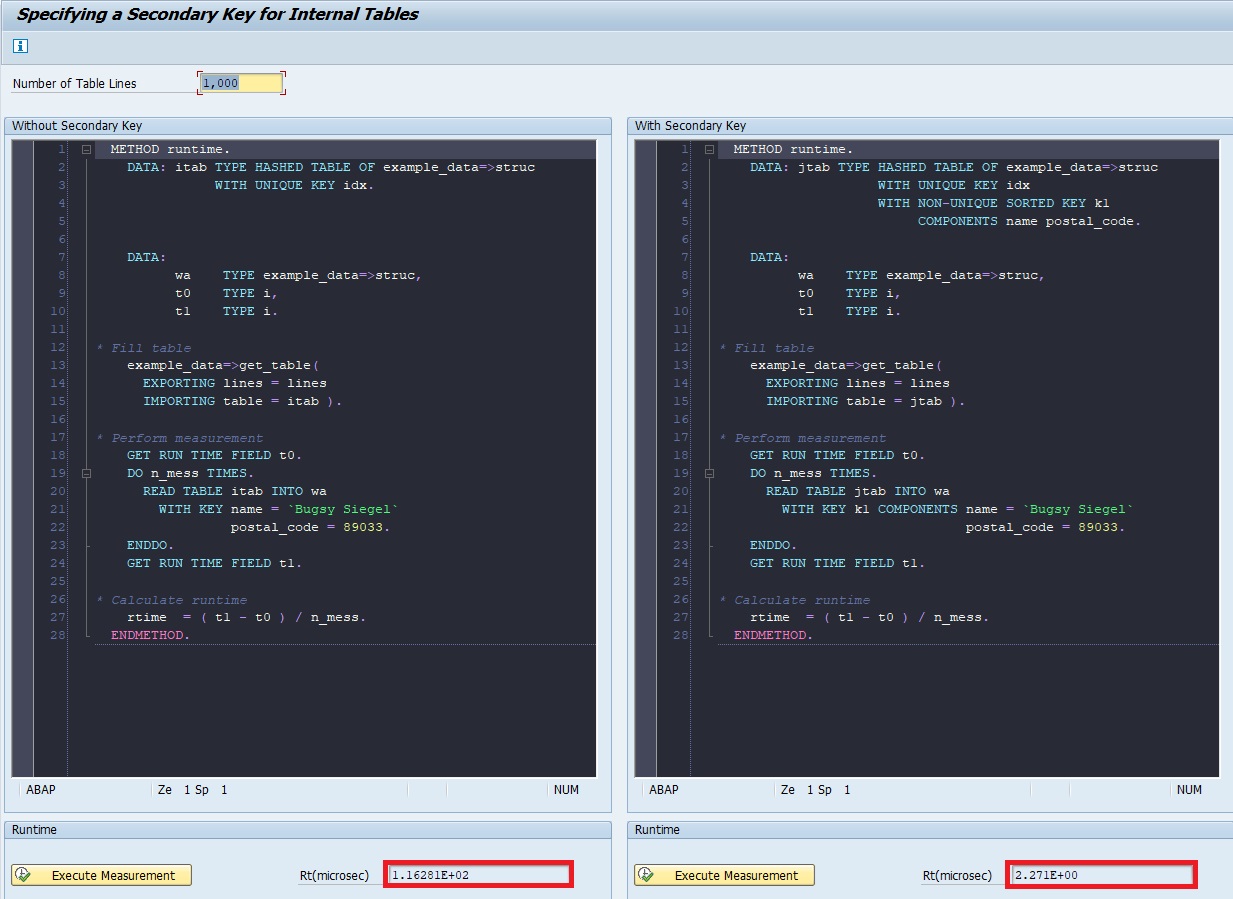 Specifying a Secondary Key for Internal Tables
Number of Table Lines 1,000
Without Secondary Key
1 METHOD runtime.
2 DATA: itab TYPE HASHED TABLE OF example_data=>struc
3 WITH UNIQUE KEY idx.
4
5
6
7 DATA:
8 wa TYPE example_data=>struc,
9 t0 TYPE i,
10 t1 TYPE i.
11
12 * Fill table
13 example_data=>get_table(
14 EXPORTING lines = lines
15 IMPORTING table = itab ).
16
17 * Perform measurement
18 GET RUN TIME FIELD t0.
19 DO n_mess TIMES.
20 READ TABLE itab INTO wa
21 WITH KEY name = `Bugsy Siegel`
22 postal_code = 89033.
23 ENDDO.
24 GET RUN TIME FIELD t1.
25
26 * Calculate runtime
27 rtime = ( t1 - t0 ) / n_mess.
28 ENDMETHOD.
ABAP Ze 1 Sp 1 NUM
Runtime
Execute Measurement Rt(microsec) 1.16281E+02
With Secondary Key
1 METHOD runtime.
2 DATA: jtab TYPE HASHED TABLE OF example_data=>struc
3 WITH UNIQUE KEY idx
4 WITH NON-UNIQUE SORTED KEY k1
5 COMPONENTS name postal_code.
6
7 DATA:
8 wa TYPE example_data=>struc,
9 t0 TYPE i,
10 t1 TYPE i.
11
12 * Fill table
13 example_data=>get_table(
14 EXPORTING lines = lines
15 IMPORTING table = jtab ).
16
17 * Perform measurement
18 GET RUN TIME FIELD t0.
19 DO n_mess TIMES.
20 READ TABLE jtab INTO wa
21 WITH KEY k1 COMPONENTS name = `Bugsy Siegel`
22 postal_code = 89033.
23 ENDDO.
24 GET RUN TIME FIELD t1.
25
26 * Calculate runtime
27 rtime = ( t1 - t0 ) / n_mess.
28 ENDMETHOD.
ABAP Ze 1 Sp 1 NUM
Runtime
Execute Measurement Rt(microsec) 2.271E+00